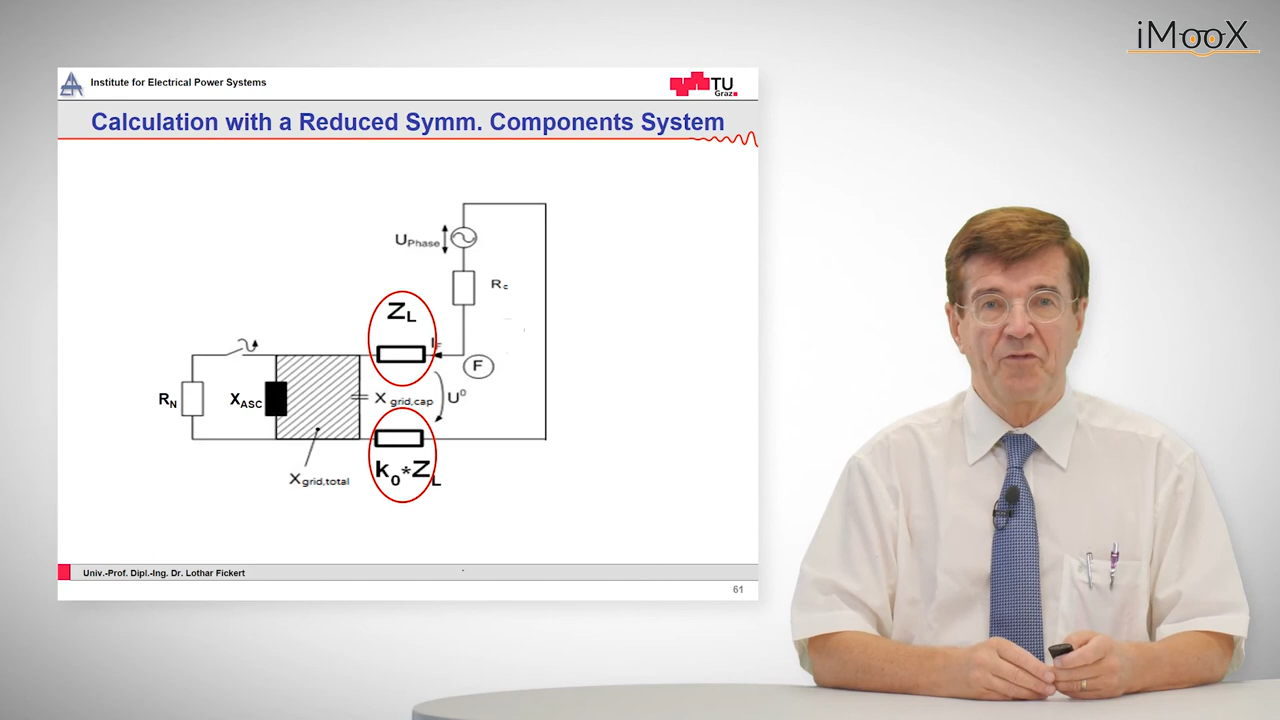 iMooX
Institute for Electrical Power Systems
TU
Graz
Calculation with a Reduced Symm. Components System
UPhase
Rc
ZL
IF
F
RN
XASC
X grid,cap
U0
k0*ZL
Xgrid,total
Univ.-Prof. Dipl.-Ing. Dr. Lothar Fickert
61